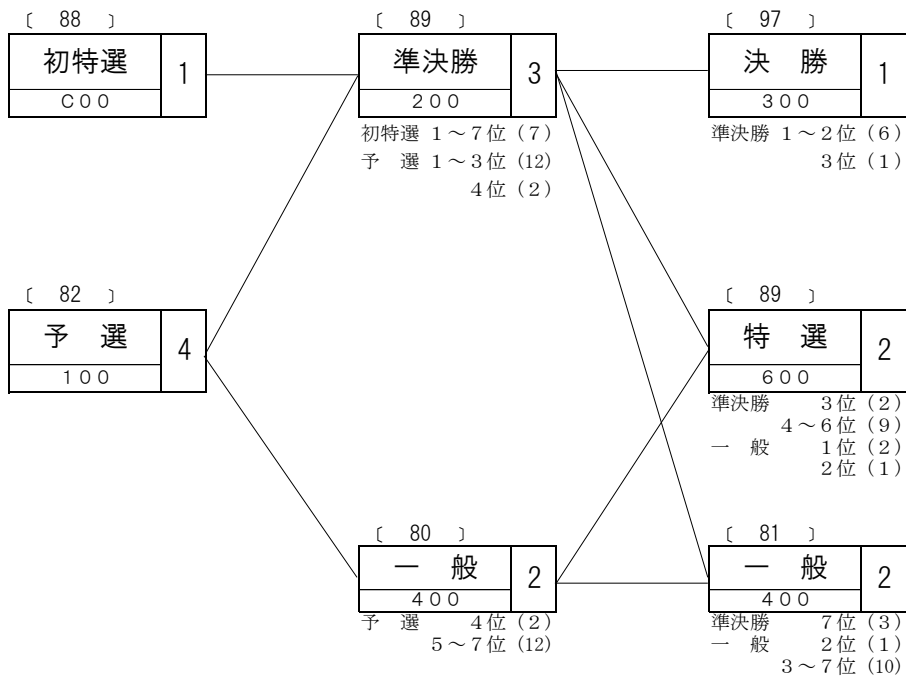 〔 88 〕
初特選 1
C00
〔 89 〕
準決勝 3
200
初特選 1～7位 (7)
予 選 1～3位 (12)
4位 (2)
〔 97 〕
決 勝 1
300
準決勝 1～2位 (6)
3位 (1)
〔 82 〕
予 選 4
100
〔 89 〕
特 選 2
600
準決勝 3位 (2)
4～6位 (9)
一 般 1位 (2)
2位 (1)
〔 80 〕
一 般 2
400
予 選 4位 (2)
5～7位 (12)
〔 81 〕
一 般 2
400
準決勝 7位 (3)
一 般 2位 (1)
3～7位 (10)